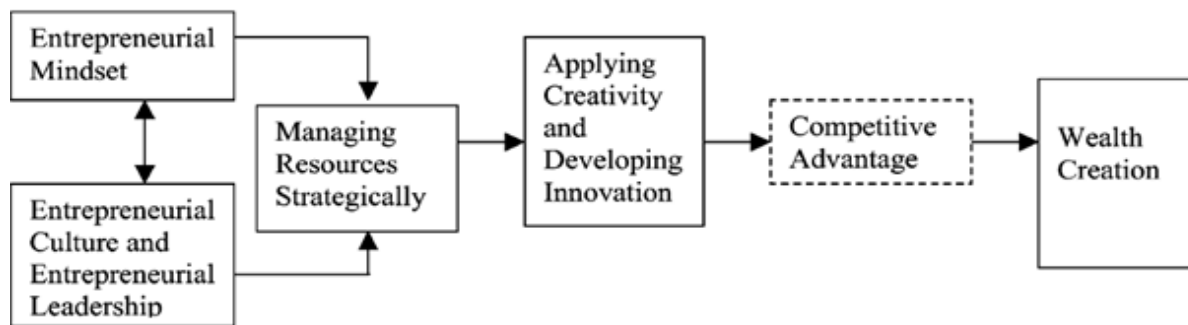 Entrepreneurial
Mindset
Entrepreneurial
Culture and
Entrepreneurial
Leadership
Managing
Resources
Strategically
Applying
Creativity
and
Developing
Innovation
Competitive
Advantage
Wealth
Creation